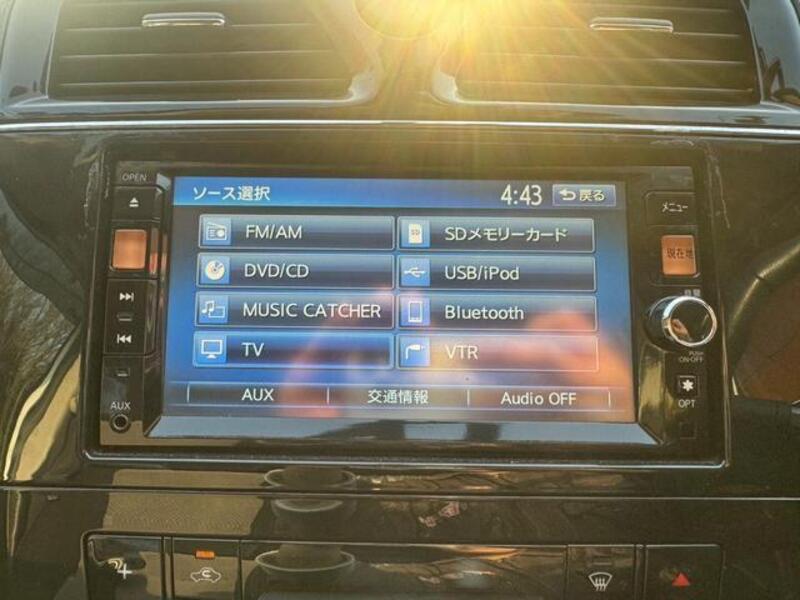 OPEN
ソース選択 4:43 戻る
メニュー
FM/AM SDメモリーカード
現在地
DVD/CD USB/iPod
MUSIC CATCHER Bluetooth
TV VTR
PUSH
ON·OFF
AUX 交通情報 Audio OFF
AUX
OPT